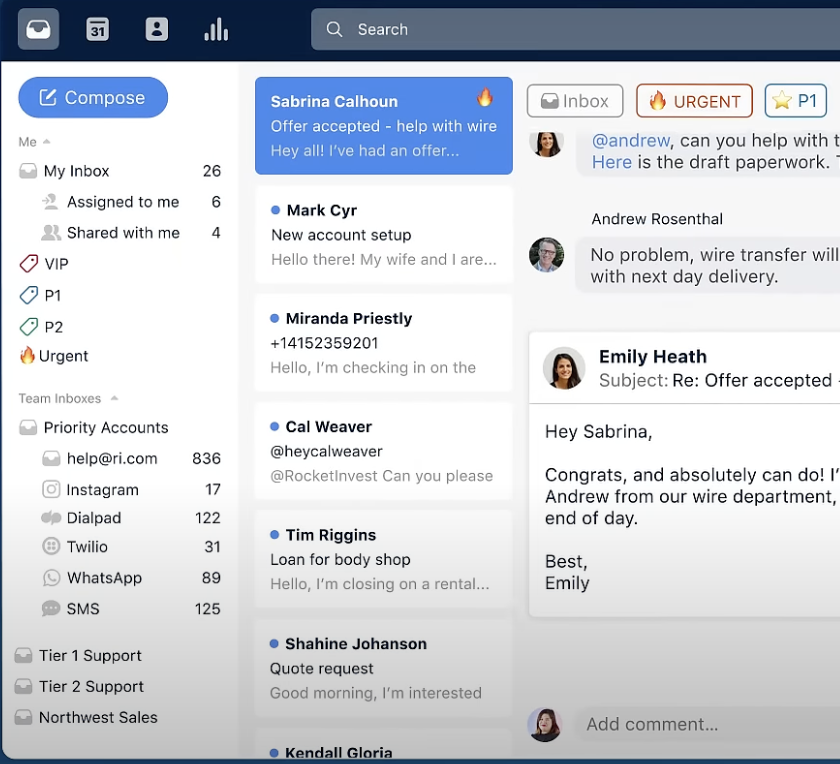 31
Search
Compose
Me
My Inbox 26
Assigned to me 6
Shared with me 4
VIP
P1
P2
Urgent
Team Inboxes
Priority Accounts
help@ri.com 836
Instagram 17
Dialpad 122
Twilio 31
WhatsApp 89
SMS 125
Tier 1 Support
Tier 2 Support
Northwest Sales
Sabrina Calhoun
Offer accepted - help with wire
Hey all! I've had an offer...
Mark Cyr
New account setup
Hello there! My wife and I are...
Miranda Priestly
+14152359201
Hello, I'm checking in on the
Cal Weaver
@heycalweaver
@RocketInvest Can you please
Tim Riggins
Loan for body shop
Hello, I'm closing on a rental...
Shahine Johanson
Quote request
Good morning, I'm interested
Kendall Gloria
Inbox URGENT P1
@andrew, can you help with t
Here is the draft paperwork.
Andrew Rosenthal
No problem, wire transfer will
with next day delivery.
Emily Heath
Subject: Re: Offer accepted -
Hey Sabrina,
Congrats, and absolutely can do! I'
Andrew from our wire department,
end of day.
Best,
Emily
Add comment...